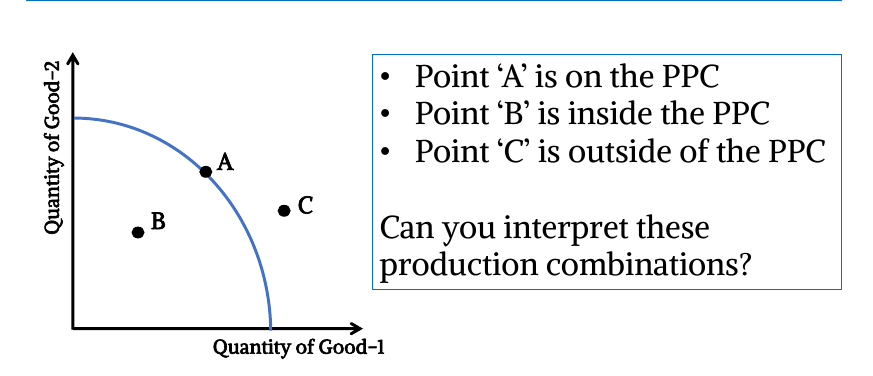 Quantity of Good-2
A
B
C
Quantity of Good-1
• Point ‘A’ is on the PPC
• Point ‘B’ is inside the PPC
• Point ‘C’ is outside of the PPC
Can you interpret these
production combinations?